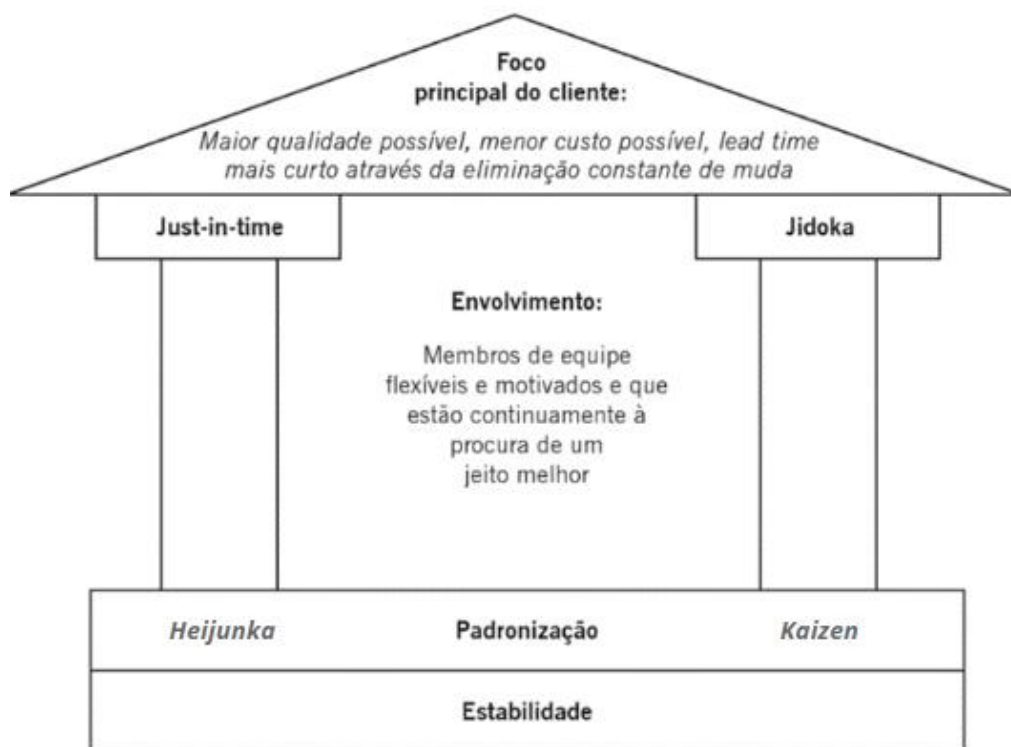 Foco
principal do cliente:
Maior qualidade possível, menor custo possível, lead time
mais curto através da eliminação constante de muda
Just-in-time
Jidoka
Envolvimento:
Membros de equipe
flexíveis e motivados e que
estão continuamente à
procura de um
jeito melhor
Heijunka
Padronização
Kaizen
Estabilidade